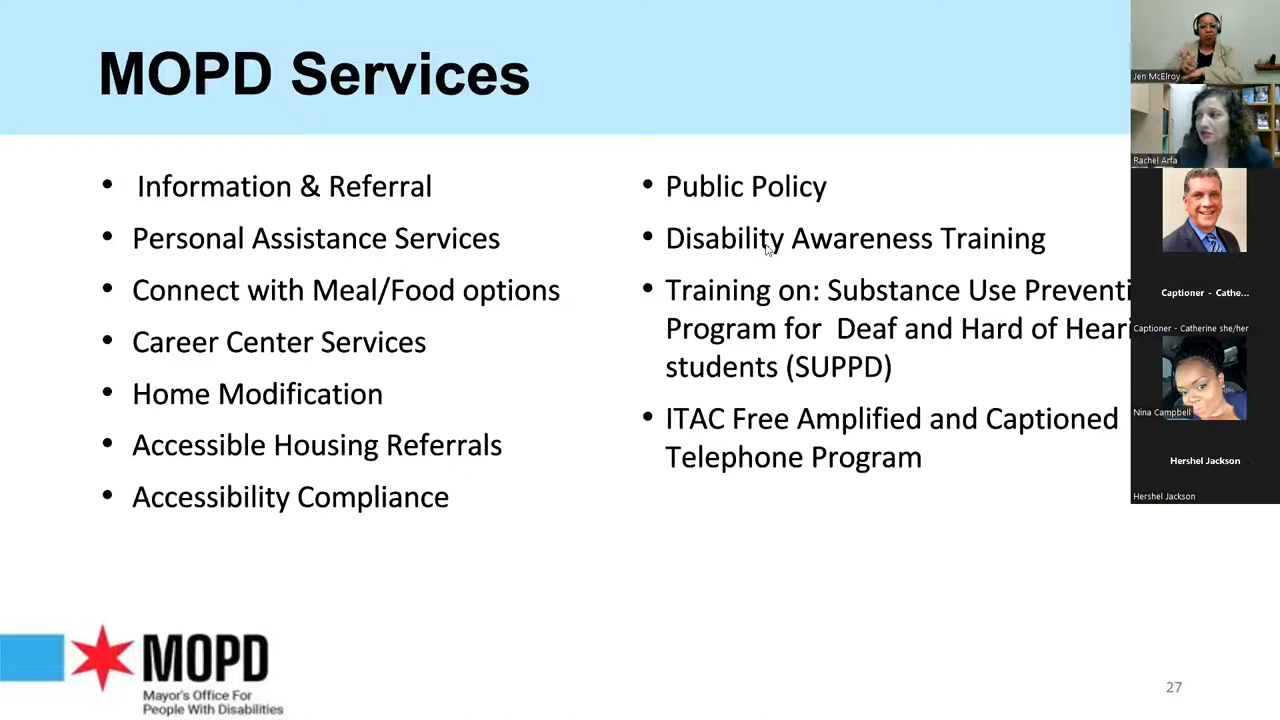 MOPD Services
• Information & Referral
• Personal Assistance Services
• Connect with Meal/Food options
• Career Center Services
• Home Modification
• Accessible Housing Referrals
• Accessibility Compliance
• Public Policy
• Disability Awareness Training
• Training on: Substance Use Preventi
Program for Deaf and Hard of Heari
students (SUPPD)
• ITAC Free Amplified and Captioned
Telephone Program
Jen McElroy
Rachel Arfa
Captioner - Cathe...
Captioner - Catherine she/her
Nina Campbell
Hershel Jackson
Hershel Jackson
MOPD
Mayor's Office For
People With Disabilities
27